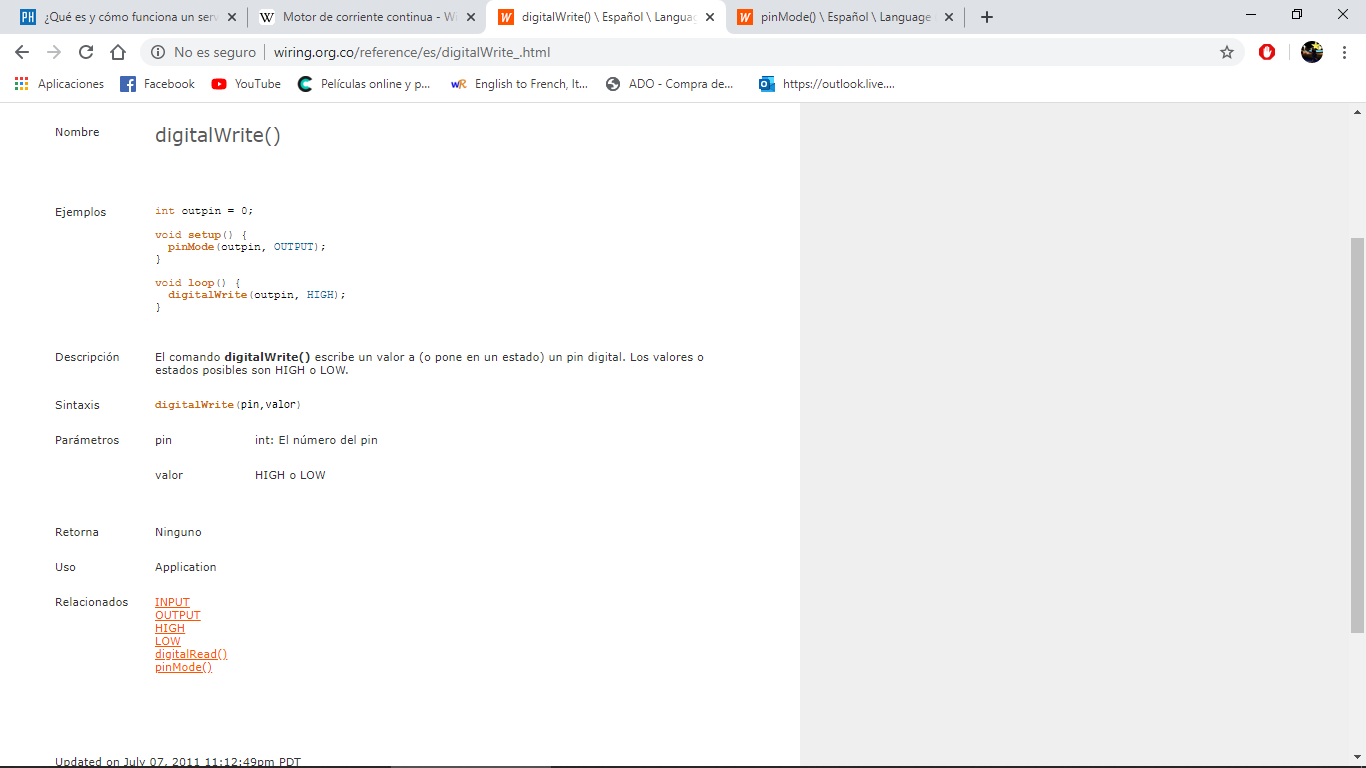 ¿Qué es y cómo funciona un serv
Motor de corriente continua - Wi
digitalWrite() \ Español \ Languag
pinMode() \ Español \ Language
No es seguro
wiring.org.co/reference/es/digitalWrite_.html
Aplicaciones
Facebook
YouTube
Películas online y p...
English to French, It...
ADO - Compra de...
https://outlook.live....
Nombre
digitalWrite()
Ejemplos
int outpin = 0;
void setup() {
pinMode(outpin, OUTPUT);
}
void loop() {
digitalWrite(outpin, HIGH);
}
Descripción
El comando digitalWrite() escribe un valor a (o pone en un estado) un pin digital. Los valores o
estados posibles son HIGH o LOW.
Sintaxis
digitalWrite(pin,valor)
Parámetros
pin
int: El número del pin
valor
HIGH o LOW
Retorna
Ninguno
Uso
Application
Relacionados
INPUT
OUTPUT
HIGH
LOW
digitalRead()
pinMode()
Updated on July 07, 2011 11:12:49pm PDT